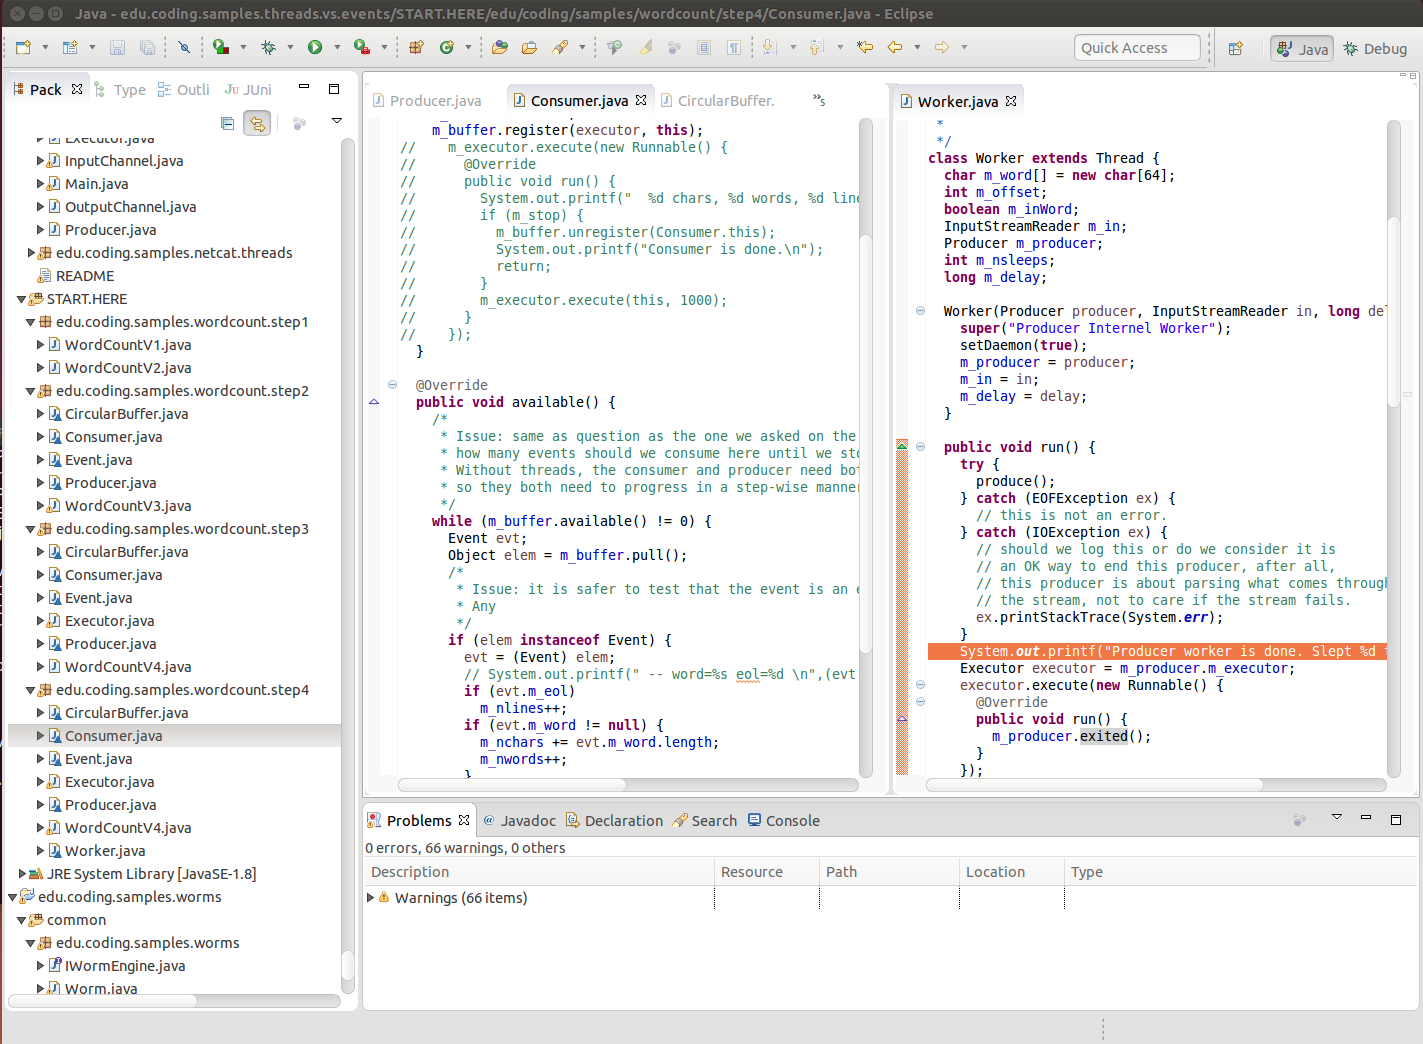 Java - edu.coding.samples.threads.vs.events/START.HERE/edu/coding/samples/wordcount/step4/Consumer.java - Eclipse
Quick Access
Java
Debug
Pack
Type
Outli
JUni
Executor.java
InputChannel.java
Main.java
OutputChannel.java
Producer.java
edu.coding.samples.netcat.threads
README
START.HERE
edu.coding.samples.wordcount.step1
WordCountV1.java
WordCountV2.java
edu.coding.samples.wordcount.step2
CircularBuffer.java
Consumer.java
Event.java
Producer.java
WordCountV3.java
edu.coding.samples.wordcount.step3
CircularBuffer.java
Consumer.java
Event.java
Executor.java
Producer.java
WordCountV4.java
edu.coding.samples.wordcount.step4
CircularBuffer.java
Consumer.java
Event.java
Executor.java
Producer.java
WordCountV4.java
Worker.java
JRE System Library [JavaSE-1.8]
edu.coding.samples.worms
common
edu.coding.samples.worms
IWormEngine.java
Worm.java
Producer.java
Consumer.java
CircularBuffer.
»5
m_buffer.register(executor, this);
// m_executor.execute(new Runnable() {
// @Override
// public void run() {
// System.out.printf("  %d chars, %d words, %d line
// if (m_stop) {
// m_buffer.unregister(Consumer.this);
// System.out.printf("Consumer is done.\n");
// return;
// }
// m_executor.execute(this, 1000);
// }
// });
}
@Override
public void available() {
/*
* Issue: same as question as the one we asked on the
* how many events should we consume here until we sto
* Without threads, the consumer and producer need bot
* so they both need to progress in a step-wise manner
*/
while (m_buffer.available() != 0) {
Event evt;
Object elem = m_buffer.pull();
/*
* Issue: it is safer to test that the event is an e
* Any
*/
if (elem instanceof Event) {
evt = (Event) elem;
// System.out.printf(" -- word=%s eol=%d \n",(evt
if (evt.m_eol)
m_nlines++;
if (evt.m_word != null) {
m_nchars += evt.m_word.length;
m_nwords++;
}
Worker.java
*
*/
class Worker extends Thread {
char m_word[] = new char[64];
int m_offset;
boolean m_inWord;
InputStreamReader m_in;
Producer m_producer;
int m_nsleeps;
long m_delay;
Worker(Producer producer, InputStreamReader in, long del
super("Producer Internel Worker");
setDaemon(true);
m_producer = producer;
m_in = in;
m_delay = delay;
}
public void run() {
try {
produce();
} catch (EOFException ex) {
// this is not an error.
} catch (IOException ex) {
// should we log this or do we consider it is
// an OK way to end this producer, after all,
// this producer is about parsing what comes through
// the stream, not to care if the stream fails.
ex.printStackTrace(System.err);
}
System.out.printf("Producer worker is done. Slept %d t
Executor executor = m_producer.m_executor;
executor.execute(new Runnable() {
@Override
public void run() {
m_producer.exited();
}
});
Problems
@ Javadoc
Declaration
Search
Console
0 errors, 66 warnings, 0 others
Description
Resource
Path
Location
Type
Warnings (66 items)